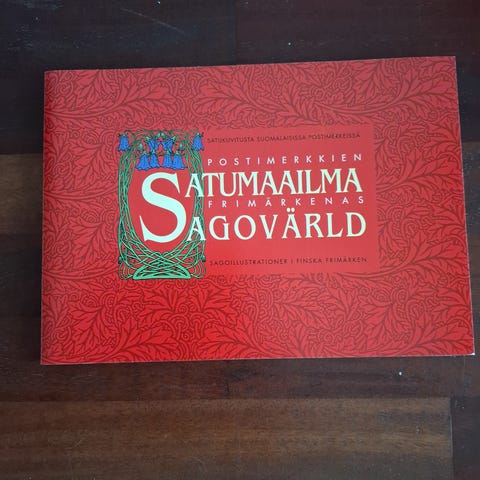 SATUKUVITUSTA SUOMALAISISSA POSTIMERKEISSÄ
POSTIMERKKIEN
SATUMAAILMA
FRIMÄRKENAS
SAGOVÄRLD
SAGOILLUSTRATIONER I FINSKA FRIMÄRKEN